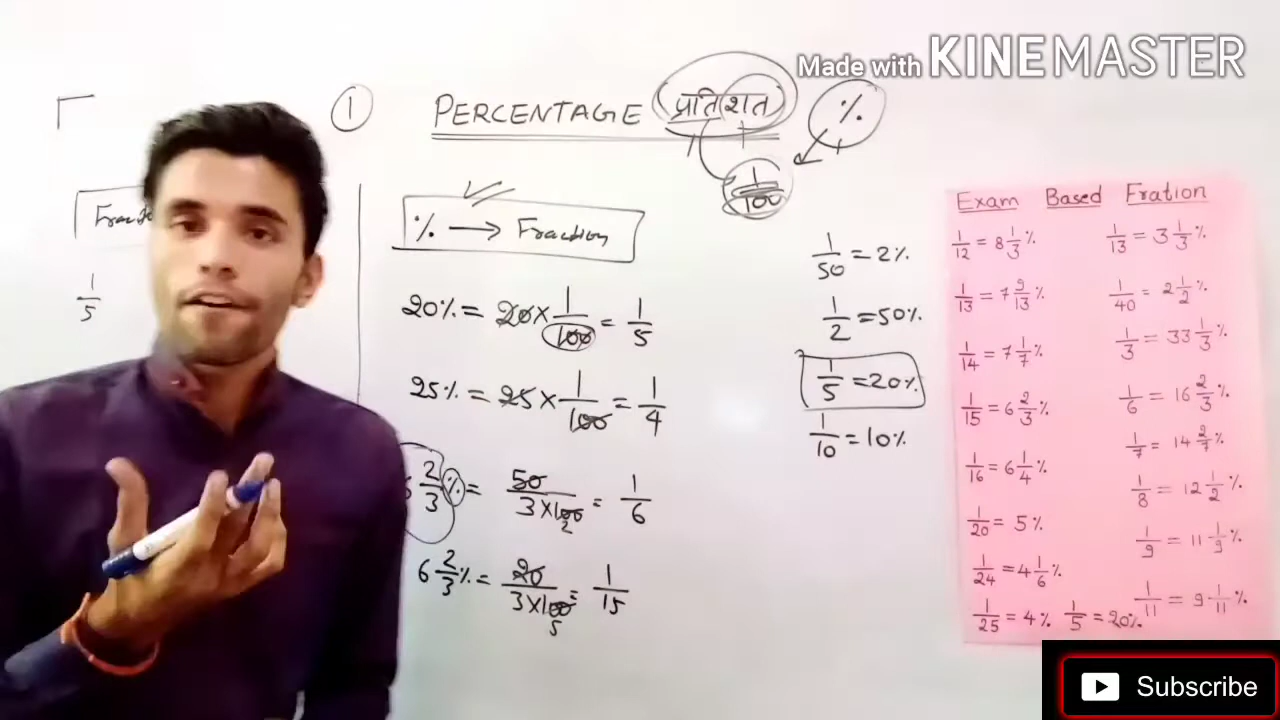 Made with KINEMASTER
① PERCENTAGE प्रतिशत %
1/100
% → Fraction
1/5
20% = 20 × 1/100 = 1/5
25% = 25 × 1/100 = 1/4
2/3 % = 50/3×100 2 = 1/6
6 2/3 % = 20/3×100 5 = 1/15
1/50 = 2%
1/2 = 50%
1/5 = 20%
1/10 = 10%
Exam Based Fration
1/12 = 8 1/3 %
1/13 = 7 9/13 %
1/14 = 7 1/7 %
1/15 = 6 2/3 %
1/16 = 6 1/4 %
1/20 = 5 %
1/24 = 4 1/6 %
1/25 = 4 %
1/5 = 20%
1/13 = 3 1/3 %
1/40 = 2 1/2 %
1/3 = 33 1/3 %
1/6 = 16 2/3 %
1/7 = 14 2/7 %
1/8 = 12 1/2 %
1/9 = 11 1/9 %
1/11 = 9 1/11 %
Subscribe